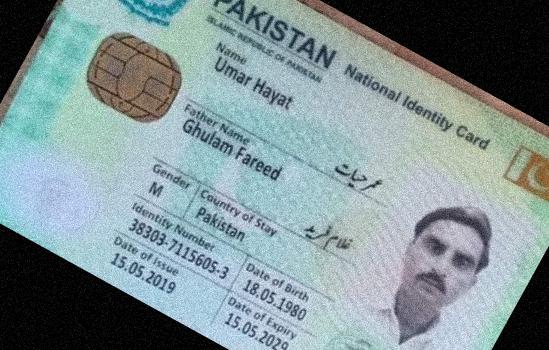 PAKISTAN National Identity Card
ISLAMIC REPUBLIC OF PAKISTAN
Name
Umar Hayat
عمر حیات
Father Name
Ghulam Fareed
غلام فرید
Gender Country of Stay
M Pakistan
Identity Number Date of Birth
38303-7115605-3 18.05.1980
Date of Issue Date of Expiry
15.05.2019 15.05.2029